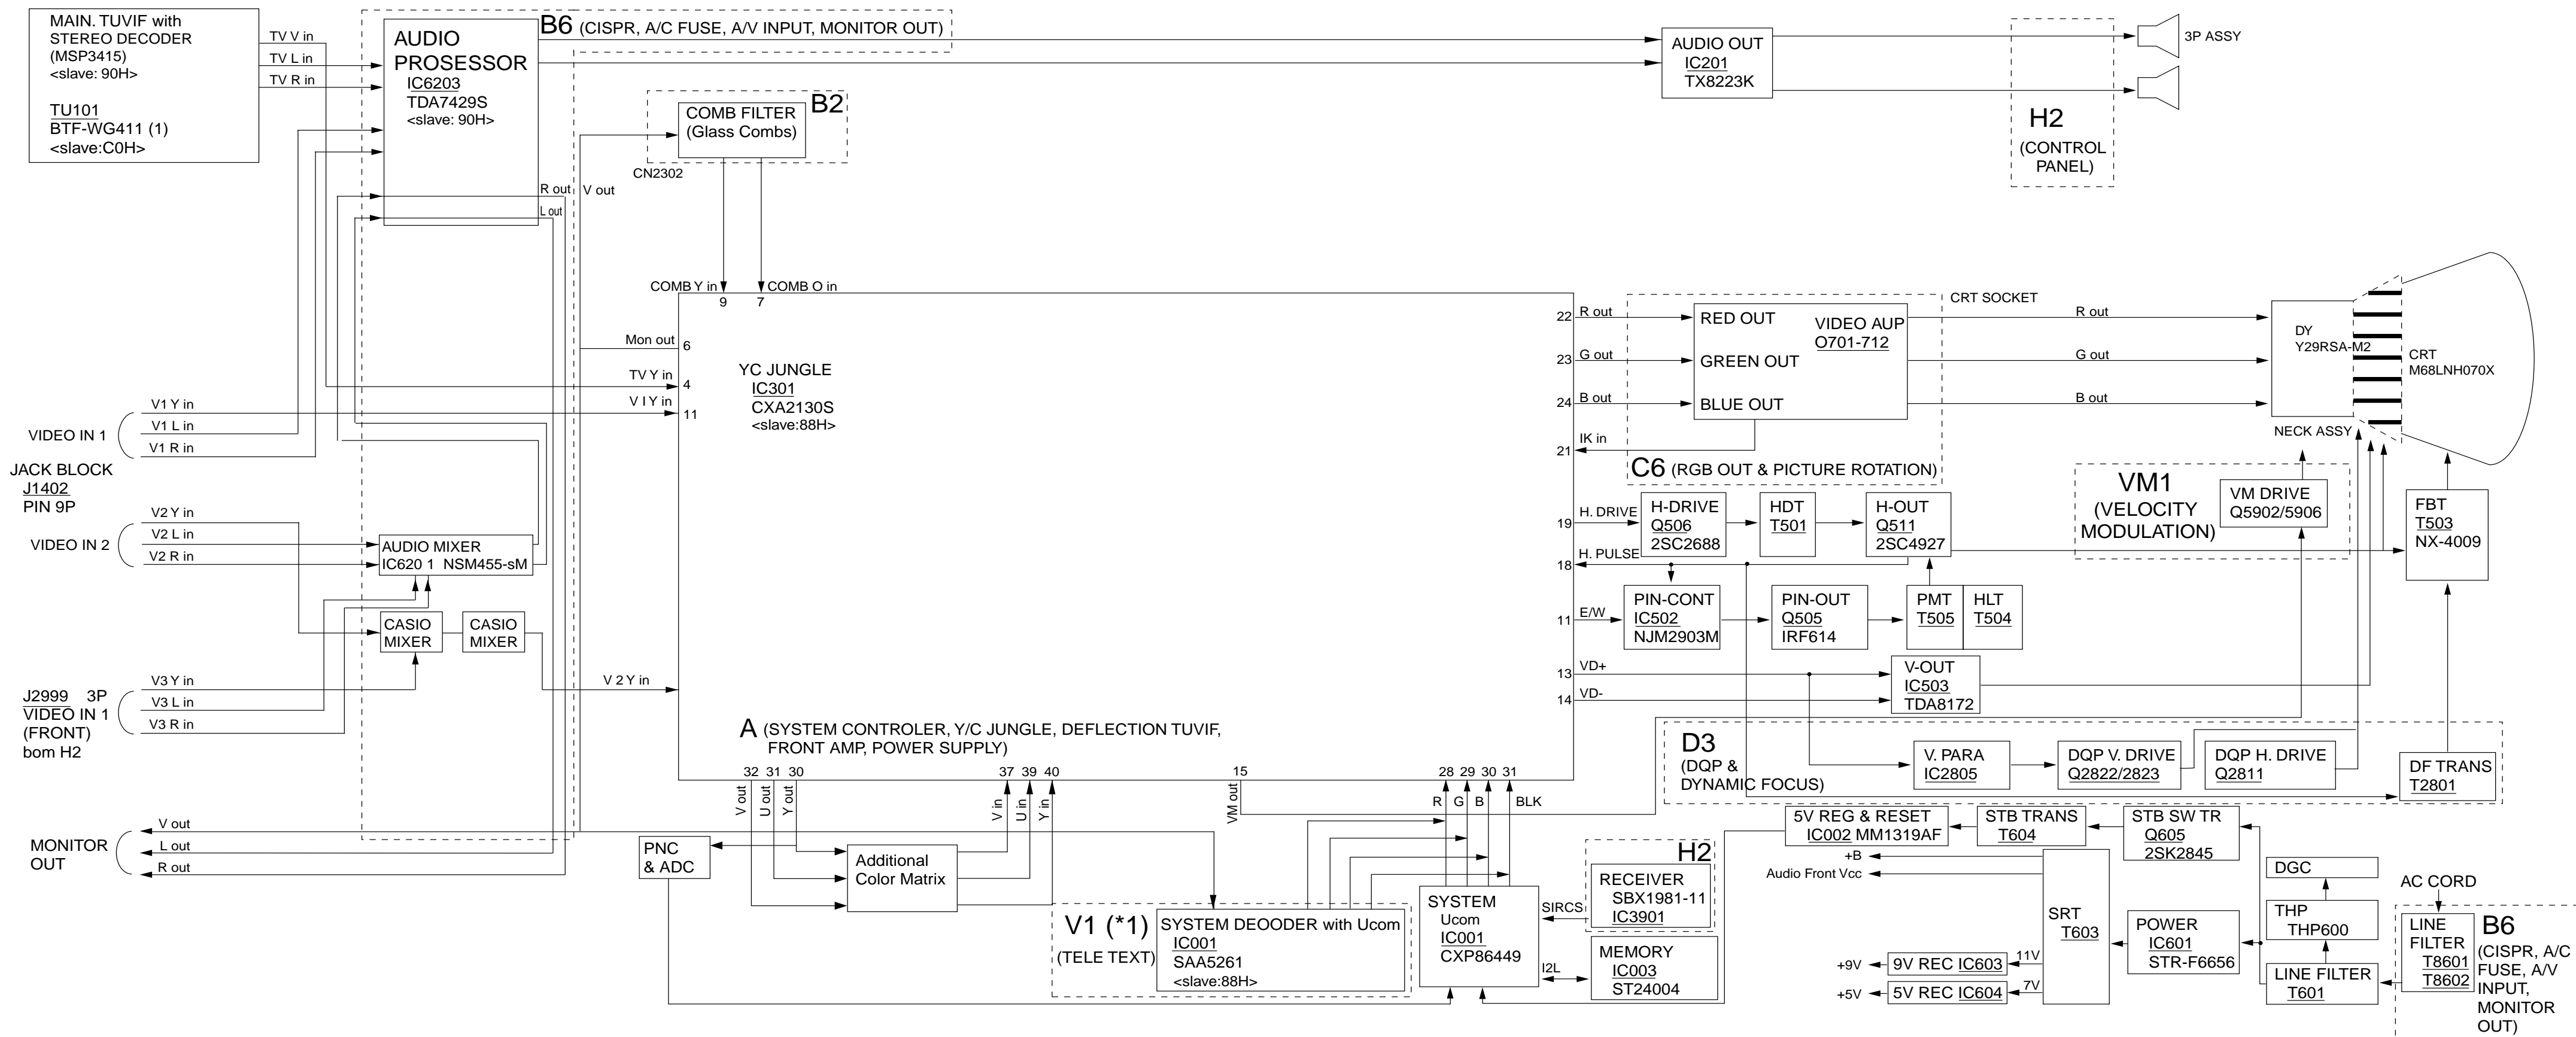 MAIN. TUVIF with
STEREO DECODER
(MSP3415)
<slave: 90H>
TU101
BTF-WG411 (1)
<slave:C0H>
TV V in
TV L in
TV R in
AUDIO
PROSESSOR
IC6203
TDA7429S
<slave: 90H>
B6 (CISPR, A/C FUSE, A/V INPUT, MONITOR OUT)
R out
V out
L out
COMB FILTER
(Glass Combs)
B2
CN2302
AUDIO OUT
IC201
TX8223K
H2
(CONTROL
PANEL)
3P ASSY
COMB Y in
COMB O in
9
7
Mon out
6
TV Y in
4
V I Y in
11
YC JUNGLE
IC301
CXA2130S
<slave:88H>
V1 Y in
V1 L in
V1 R in
VIDEO IN 1
JACK BLOCK
J1402
PIN 9P
V2 Y in
V2 L in
V2 R in
VIDEO IN 2
AUDIO MIXER
IC620 1 NSM455-sM
CASIO
MIXER
CASIO
MIXER
V3 Y in
V3 L in
V3 R in
J2999 3P
VIDEO IN 1
(FRONT)
bom H2
V 2 Y in
A (SYSTEM CONTROLER, Y/C JUNGLE, DEFLECTION TUVIF,
FRONT AMP, POWER SUPPLY)
22
R out
23
G out
24
B out
21
IK in
RED OUT
GREEN OUT
BLUE OUT
VIDEO AUP
O701-712
CRT SOCKET
C6 (RGB OUT & PICTURE ROTATION)
R out
G out
B out
DY
Y29RSA-M2
CRT
M68LNH070X
NECK ASSY
VM1
(VELOCITY
MODULATION)
VM DRIVE
Q5902/5906
FBT
T503
NX-4009
19
H. DRIVE
H-DRIVE
Q506
2SC2688
HDT
T501
H-OUT
Q511
2SC4927
18
H. PULSE
11
E/W
PIN-CONT
IC502
NJM2903M
PIN-OUT
Q505
IRF614
PMT
T505
HLT
T504
13
VD+
14
VD-
V-OUT
IC503
TDA8172
D3
(DQP &
DYNAMIC FOCUS)
V. PARA
IC2805
DQP V. DRIVE
Q2822/2823
DQP H. DRIVE
Q2811
DF TRANS
T2801
32
31
30
37
39
40
15
28
29
30
31
V out
U out
Y out
V in
U in
Y in
VM out
R
G
B
BLK
MONITOR
OUT
V out
L out
R out
PNC
& ADC
Additional
Color Matrix
V1 (*1)
(TELE TEXT)
SYSTEM DEOODER with Ucom
IC001
SAA5261
<slave:88H>
SYSTEM
Ucom
IC001
CXP86449
SIRCS
I2L
H2
RECEIVER
SBX1981-11
IC3901
MEMORY
IC003
ST24004
5V REG & RESET
IC002 MM1319AF
STB TRANS
T604
STB SW TR
Q605
2SK2845
+B
Audio Front Vcc
SRT
T603
11V
7V
9V REC IC603
+9V
5V REC IC604
+5V
POWER
IC601
STR-F6656
DGC
THP
THP600
LINE FILTER
T601
AC CORD
LINE
FILTER
T8601
T8602
B6
(CISPR, A/C
FUSE, A/V
INPUT,
MONITOR
OUT)